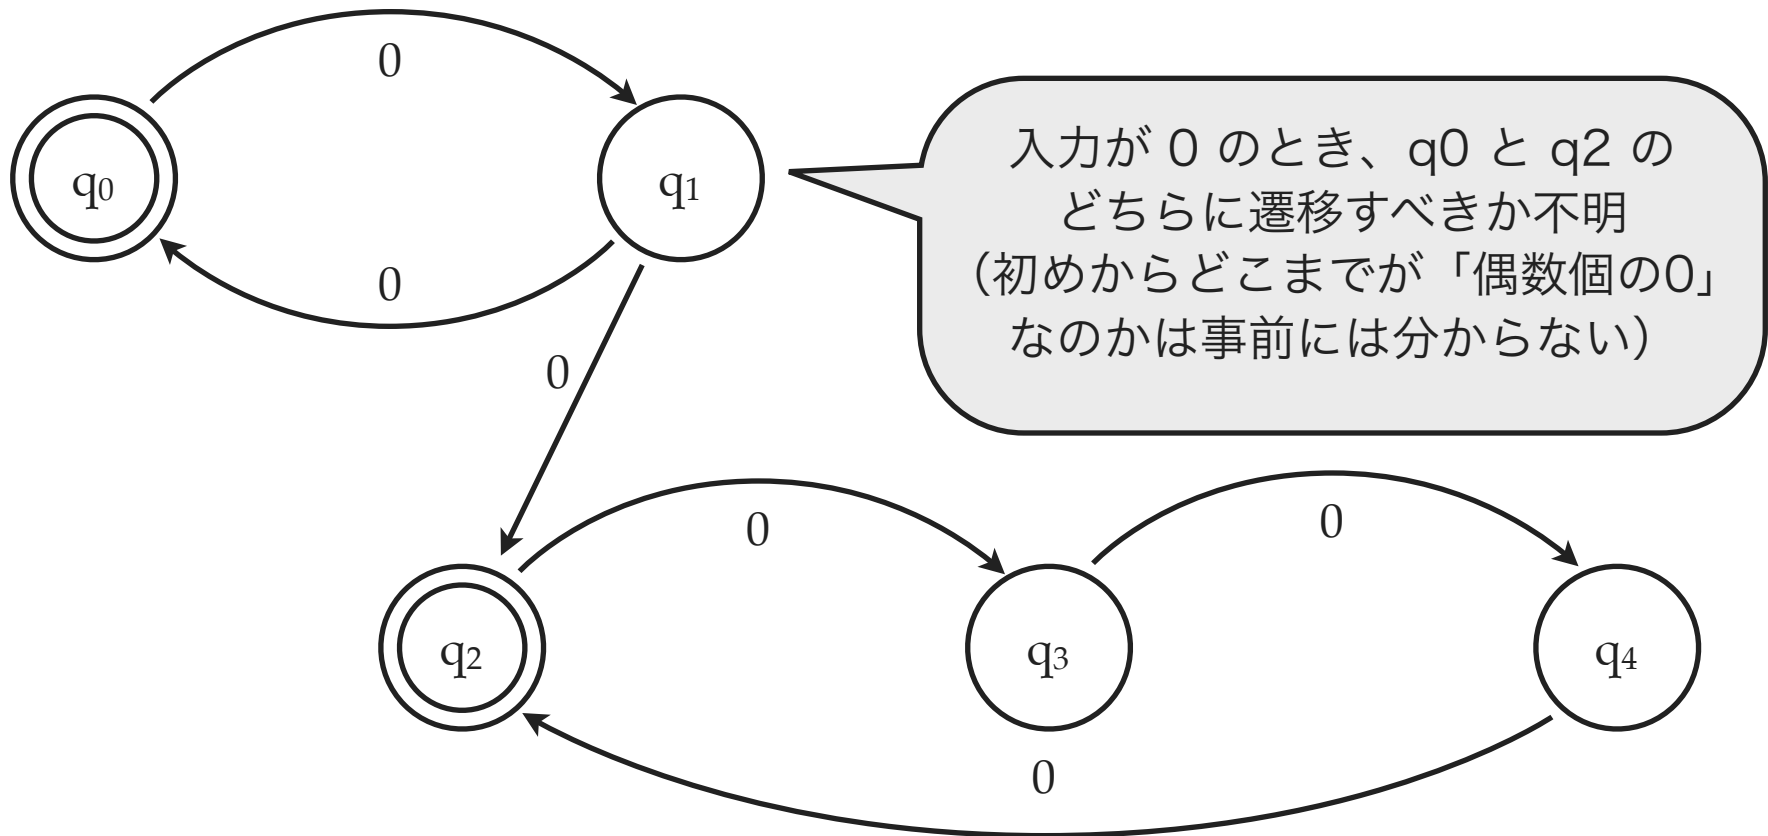 0
q₀
q₁
0
入力が 0 のとき、q0 と q2 の
どちらに遷移すべきか不明
（初めからどこまでが「偶数個の0」
なのかは事前には分からない）
0
0
0
q₂
q₃
q₄
0